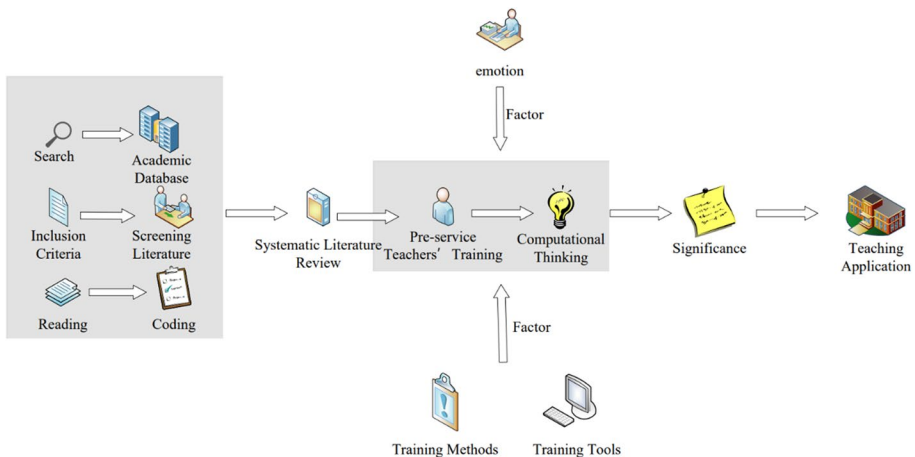 emotion
Factor
Search
Academic
Database
Inclusion
Criteria
Screening
Literature
Reading
Coding
Systematic Literature
Review
Pre-service
Teachers' Training
Computational
Thinking
Significance
Teaching
Application
Factor
Training Methods
Training Tools